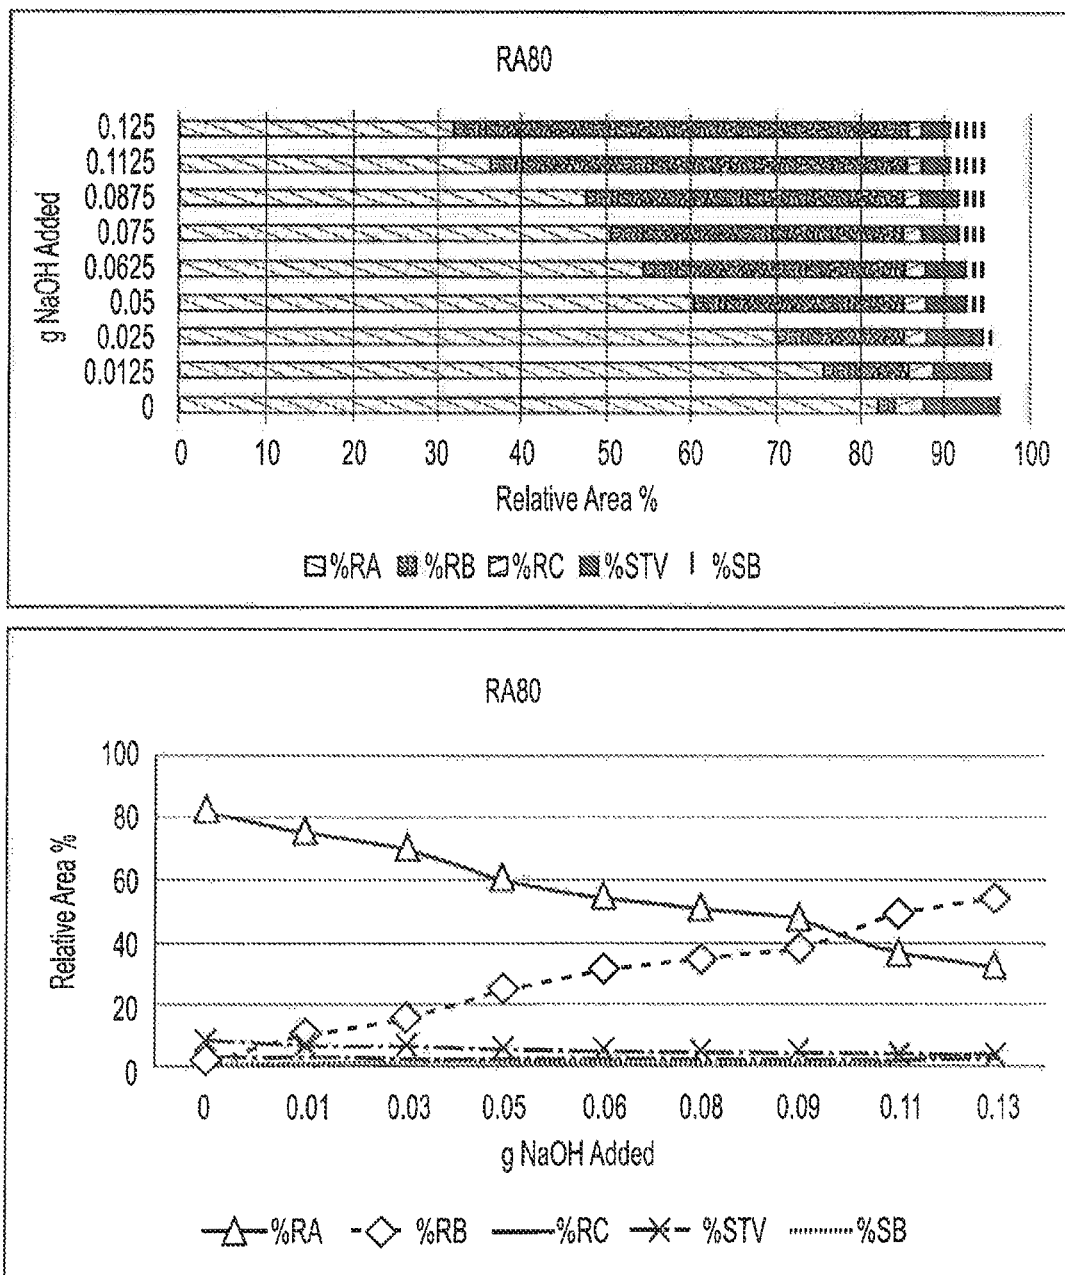 RA80
g NaOH Added
0.125
0.1125
0.0875
0.075
0.0625
0.05
0.025
0.0125
0
0 10 20 30 40 50 60 70 80 90 100
Relative Area %
%RA %RB %RC %STV %SB
RA80
Relative Area %
100
80
60
40
20
0
0 0.01 0.03 0.05 0.06 0.08 0.09 0.11 0.13
g NaOH Added
%RA %RB %RC %STV %SB